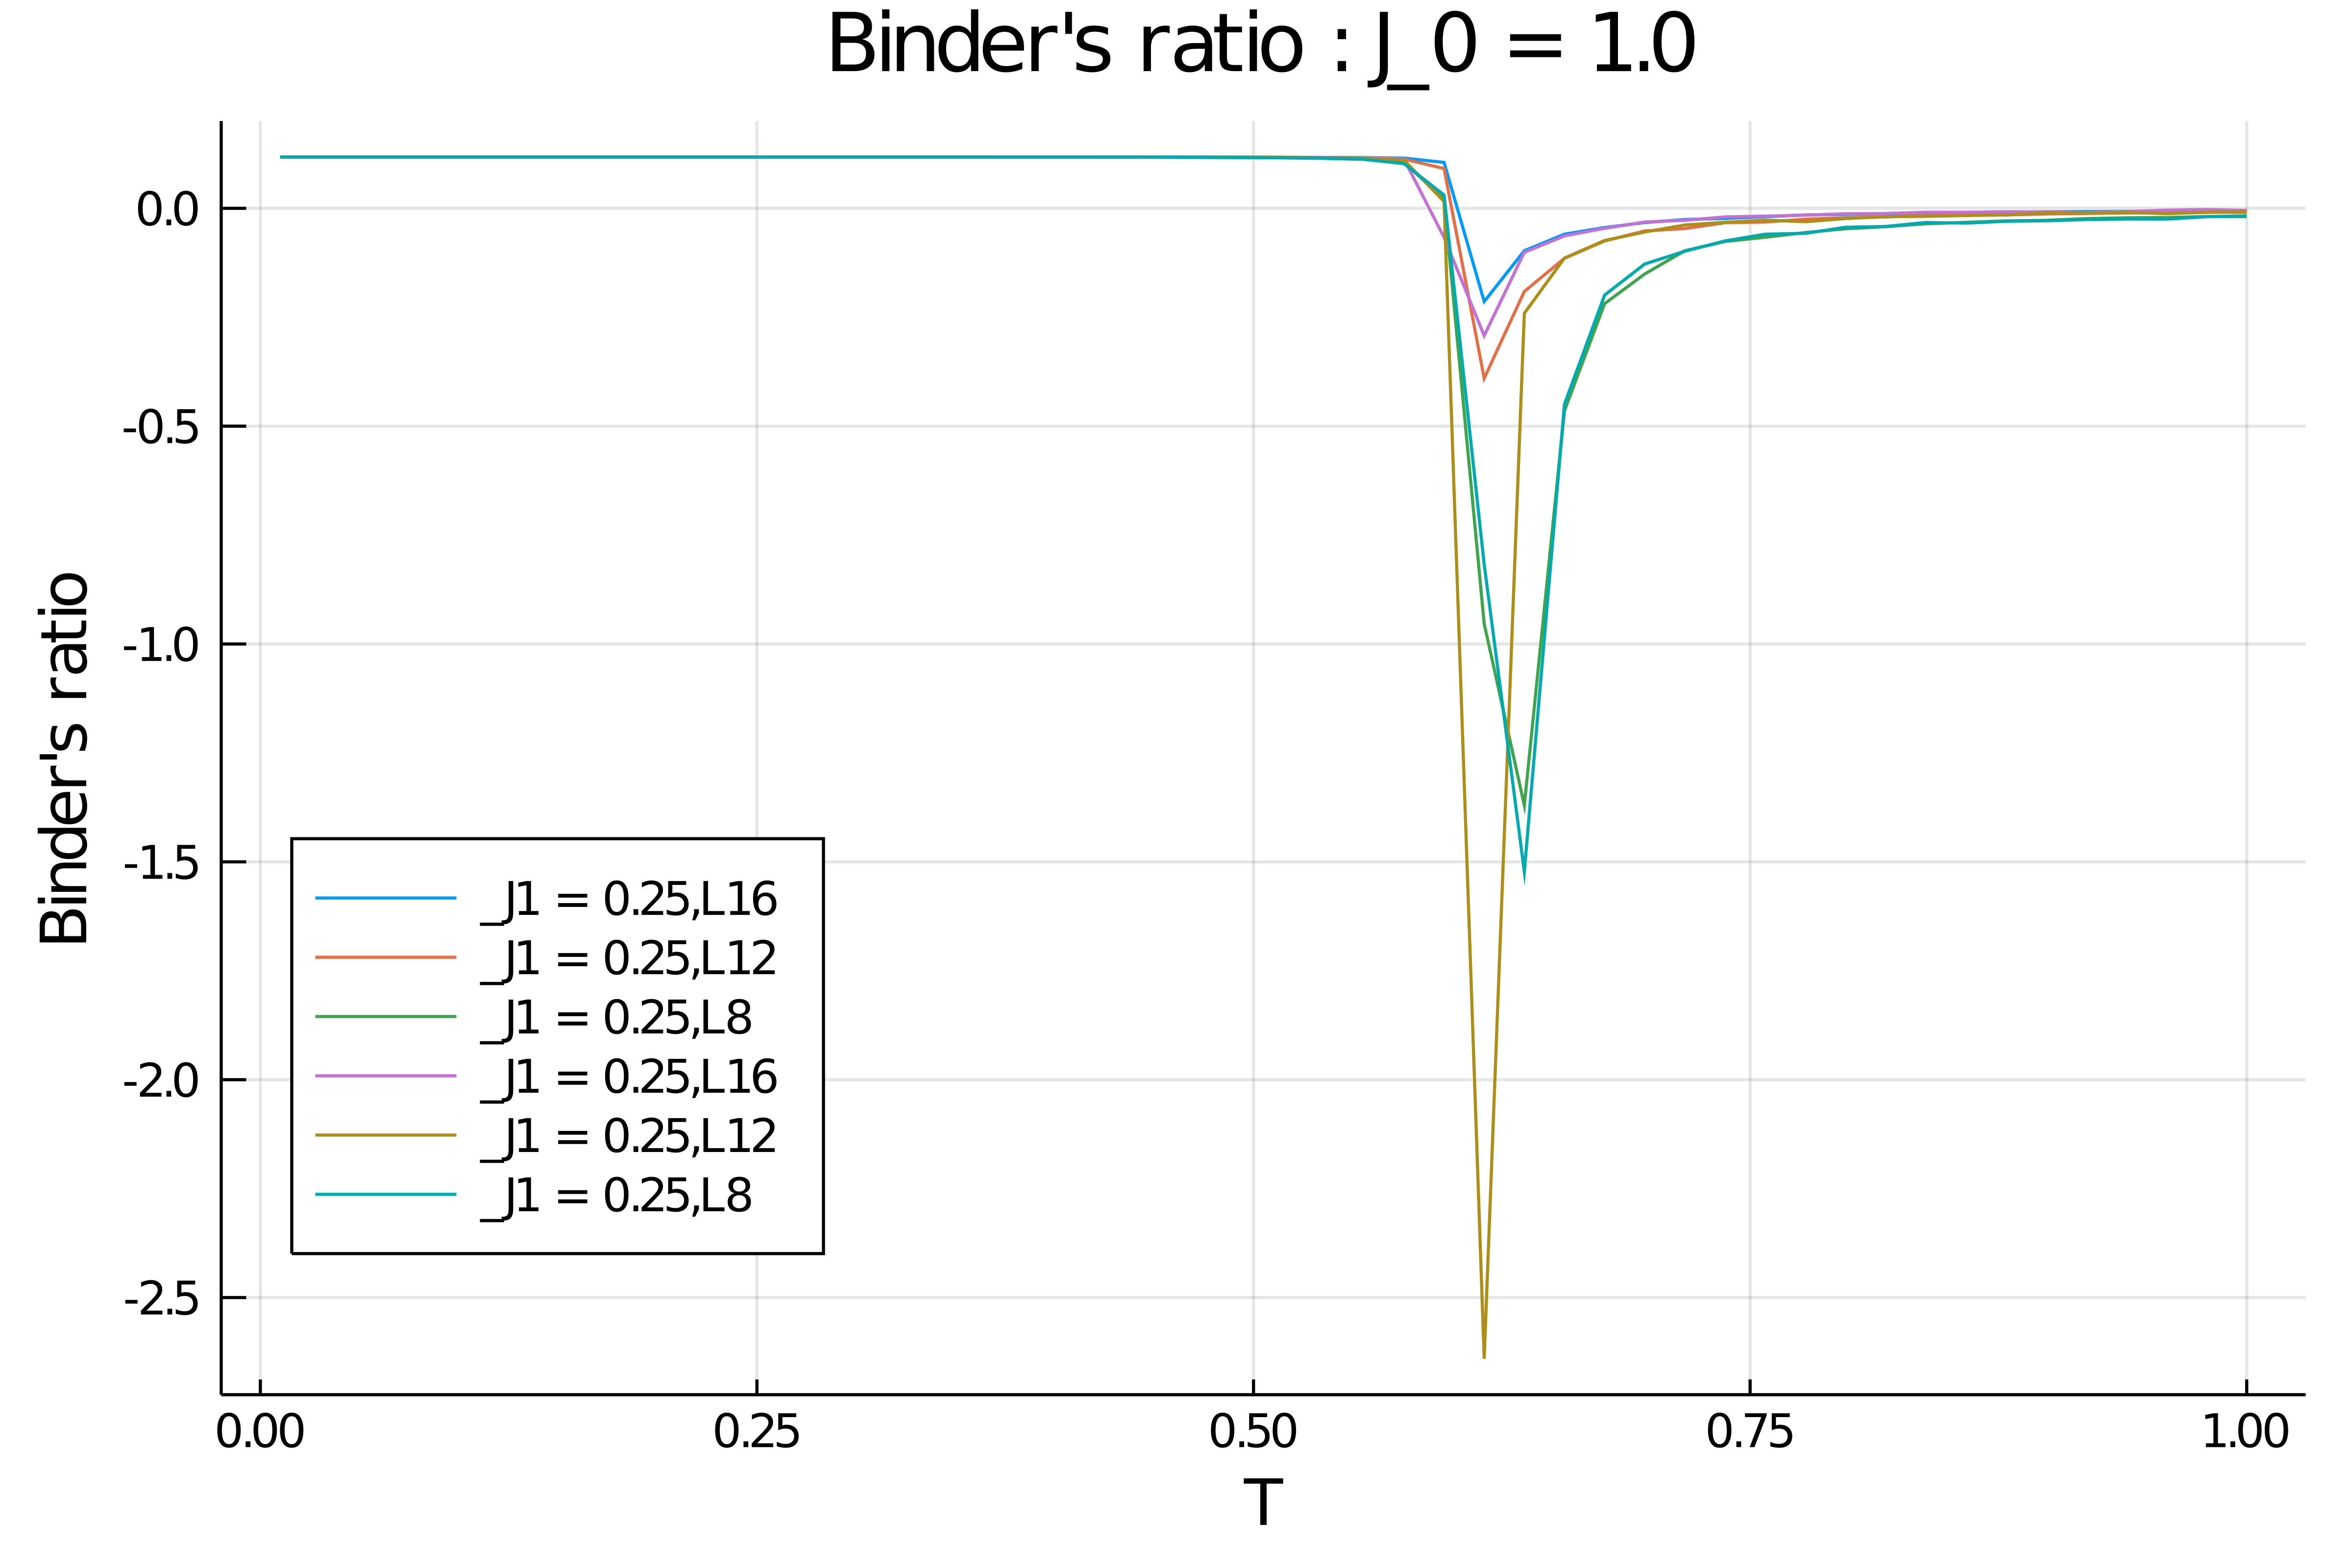 Binder's ratio : J_0 = 1.0
Binder's ratio
0.0
-0.5
-1.0
-1.5
-2.0
-2.5
_J1 = 0.25,L16
_J1 = 0.25,L12
_J1 = 0.25,L8
_J1 = 0.25,L16
_J1 = 0.25,L12
_J1 = 0.25,L8
0.00 0.25 0.50 0.75 1.00
T